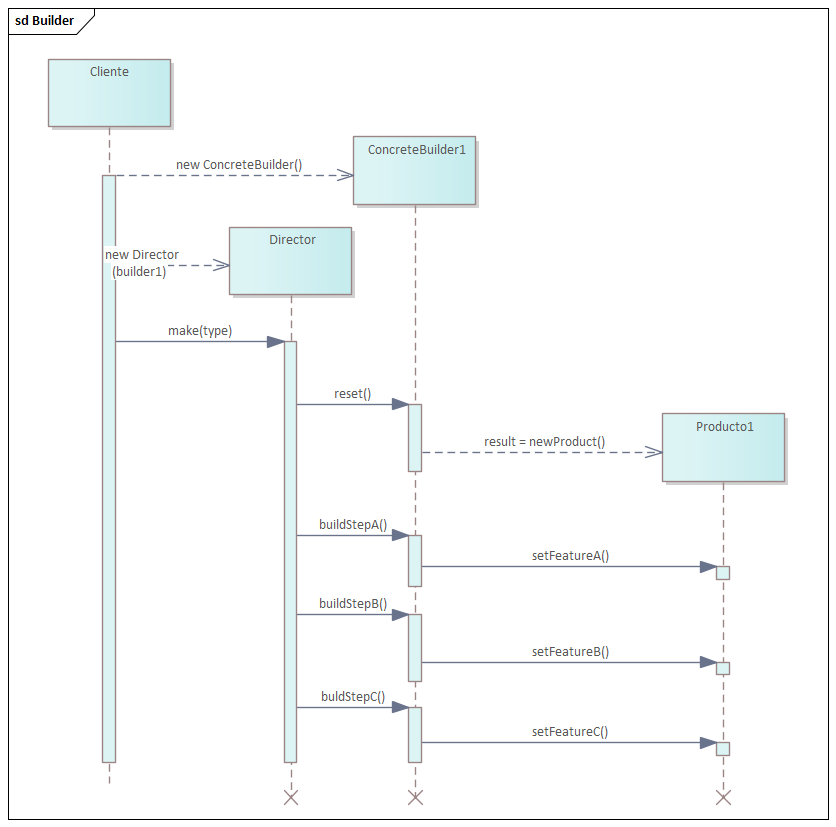 sd Builder
Cliente
ConcreteBuilder1
new ConcreteBuilder()
Director
new Director
(builder1)
make(type)
reset()
Producto1
result = newProduct()
buildStepA()
setFeatureA()
buildStepB()
setFeatureB()
buldStepC()
setFeatureC()